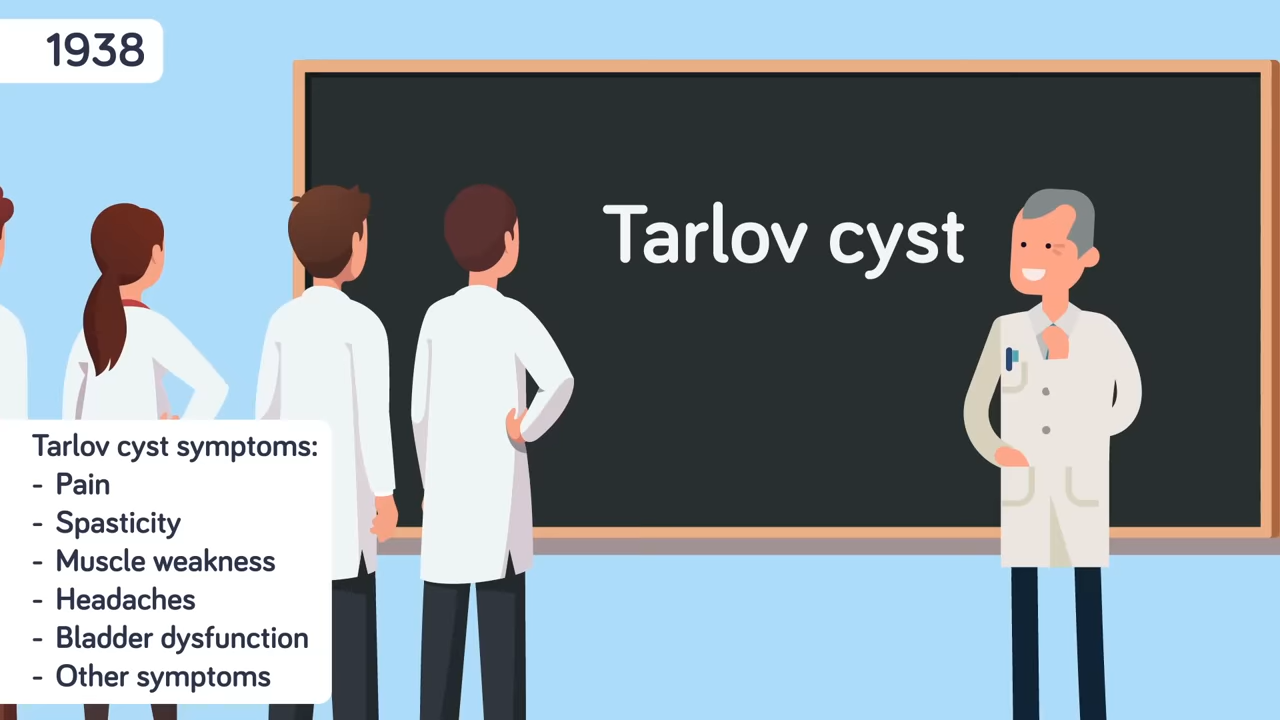 1938
Tarlov cyst
Tarlov cyst symptoms:
- Pain
- Spasticity
- Muscle weakness
- Headaches
- Bladder dysfunction
- Other symptoms